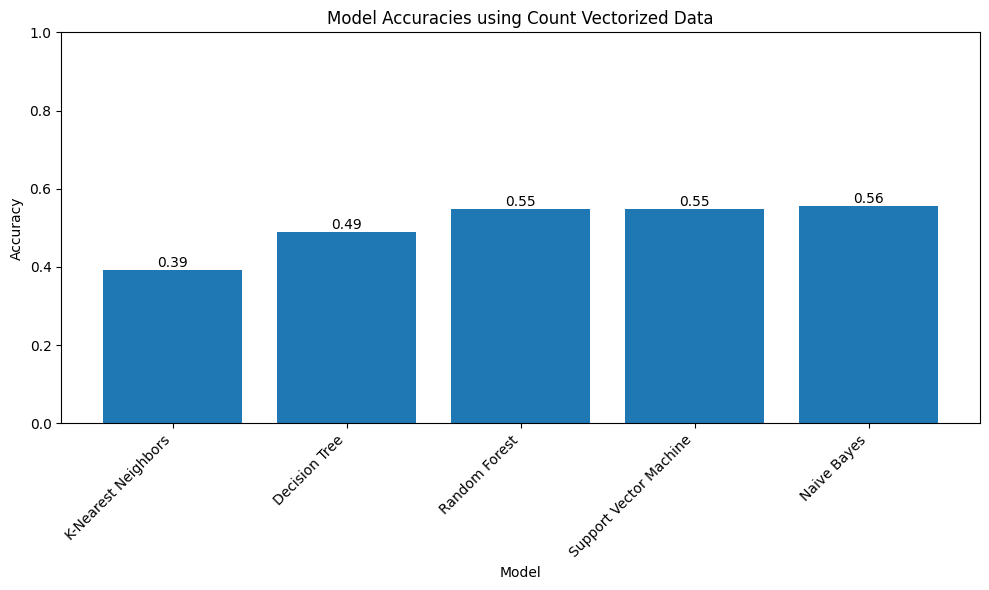 Model Accuracies using Count Vectorized Data
1.0
0.8
0.6
0.4
0.2
0.0
Accuracy
0.39
0.49
0.55
0.55
0.56
K-Nearest Neighbors
Decision Tree
Random Forest
Support Vector Machine
Naive Bayes
Model